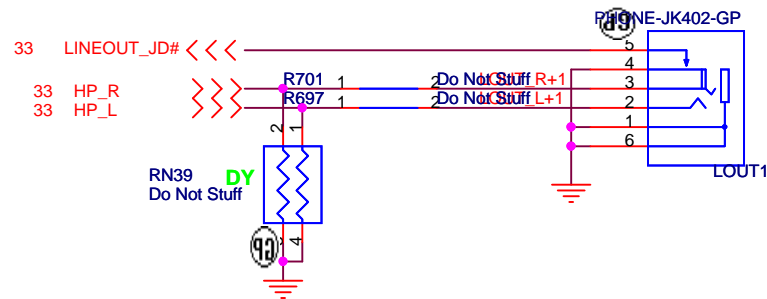 PHONE-JK402-GP
GP
33 LINEOUT_JD#
5
4
33 HP_R
R701 1 2 Do Not Stuff LOUT_R+1
3
33 HP_L
R697 1 2 Do Not Stuff LOUT_L+1
2
1
6
2 1
RN39 DY
Do Not Stuff
LOUT1
GP
3 4